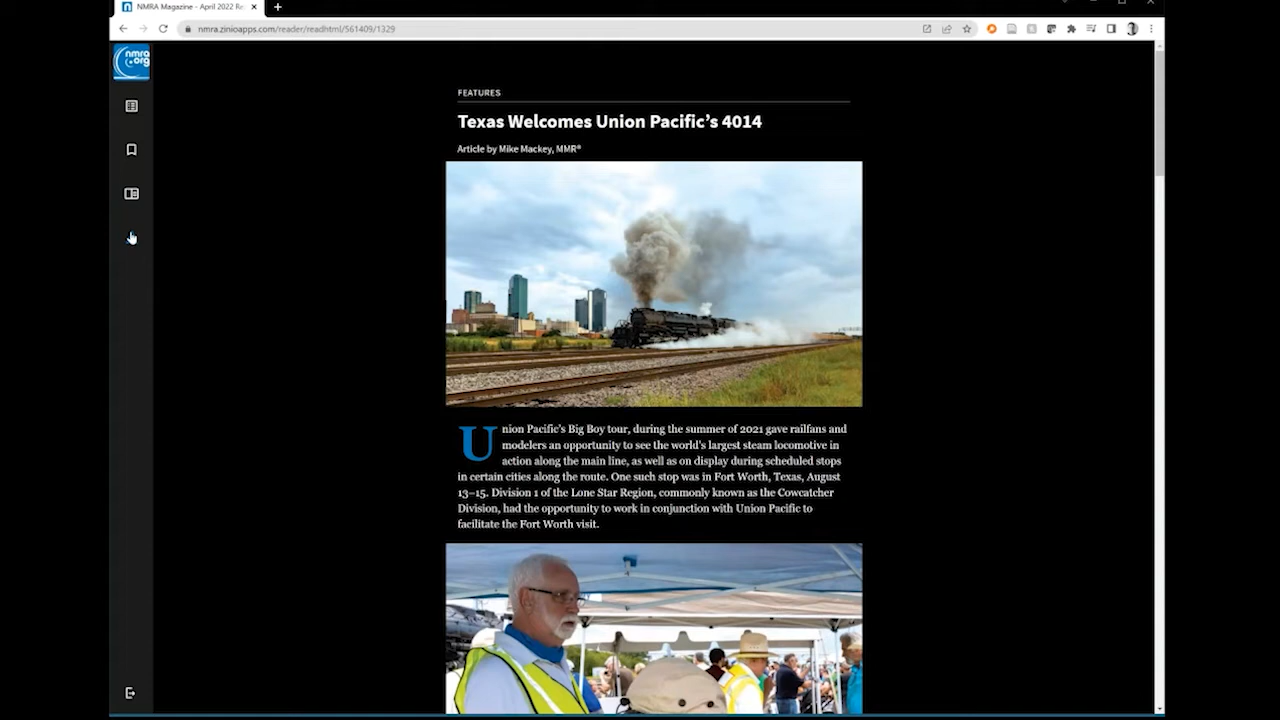 NMRA Magazine - April 2022 Re
nmra.zinioapps.com/reader/readhtml/561409/1329
nmra
.org
FEATURES
Texas Welcomes Union Pacific's 4014
Article by Mike Mackey, MMR®
Union Pacific's Big Boy tour, during the summer of 2021 gave railfans and
modelers an opportunity to see the world's largest steam locomotive in
action along the main line, as well as on display during scheduled stops
in certain cities along the route. One such stop was in Fort Worth, Texas, August
13–15. Division 1 of the Lone Star Region, commonly known as the Cowcatcher
Division, had the opportunity to work in conjunction with Union Pacific to
facilitate the Fort Worth visit.